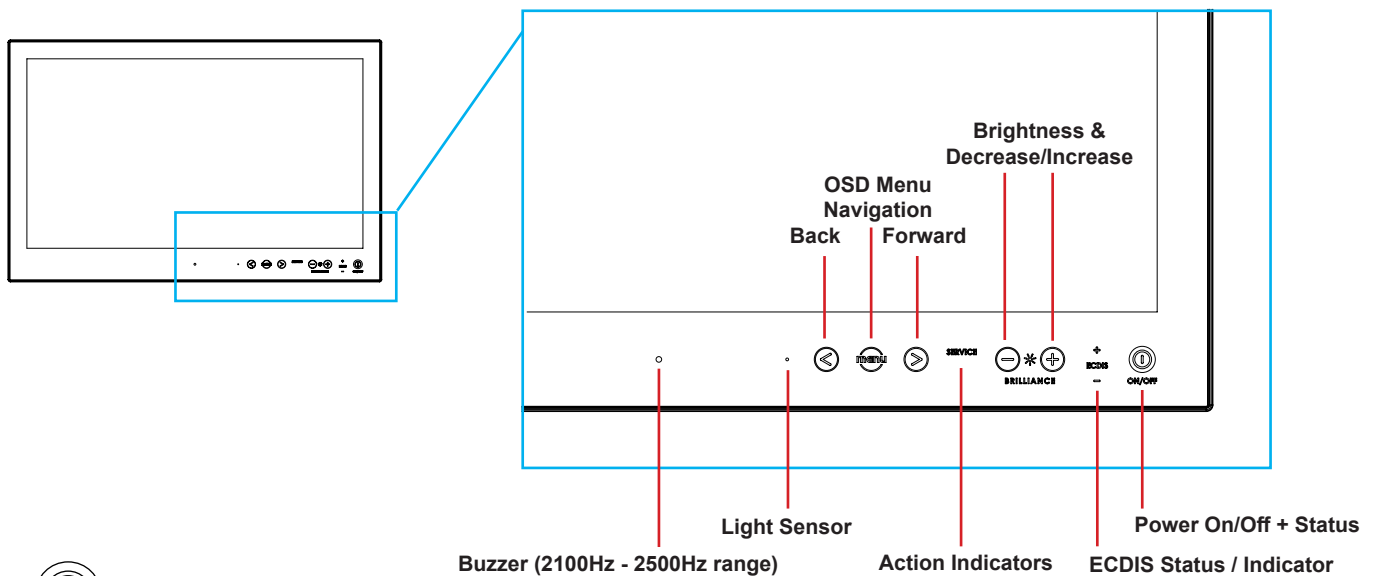 Brightness &
Decrease/Increase
OSD Menu
Navigation
Back Forward
< menu > SERVICE − + + ECDIS −
BRILLIANCE ON/OFF
Light Sensor Power On/Off + Status
Buzzer (2100Hz - 2500Hz range) Action Indicators ECDIS Status / Indicator